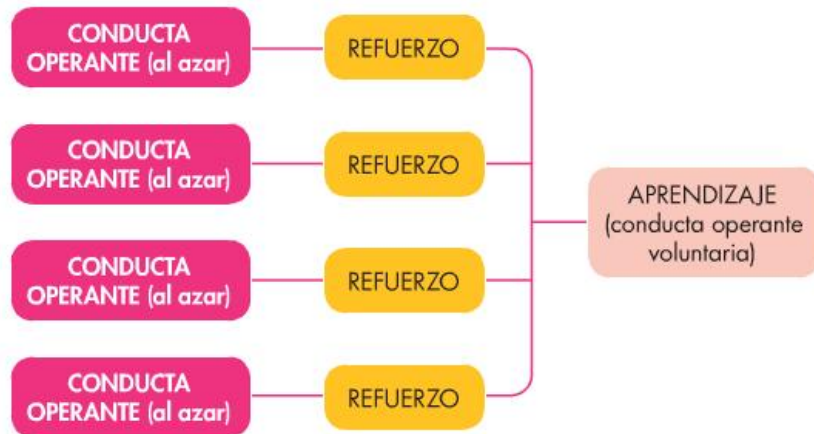 CONDUCTA
OPERANTE (al azar)
REFUERZO
CONDUCTA
OPERANTE (al azar)
REFUERZO
CONDUCTA
OPERANTE (al azar)
REFUERZO
CONDUCTA
OPERANTE (al azar)
REFUERZO
APRENDIZAJE
(conducta operante
voluntaria)